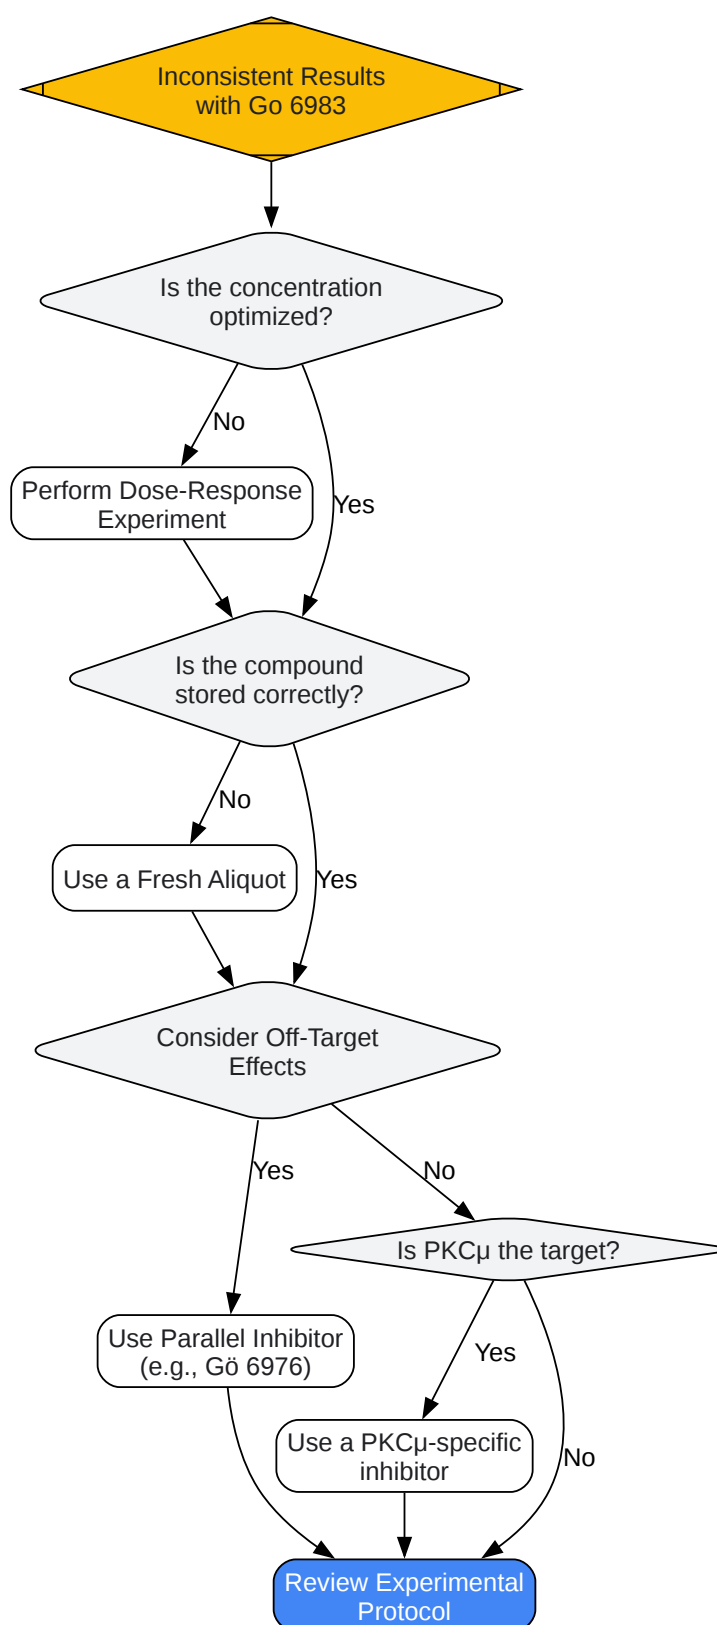 Inconsistent Results
with Go 6983
Is the concentration
optimized?
No
Perform Dose-Response
Experiment
Yes
Is the compound
stored correctly?
No
Use a Fresh Aliquot
Yes
Consider Off-Target
Effects
Yes
No
Is PKCμ the target?
Use Parallel Inhibitor
(e.g., Gö 6976)
Yes
Use a PKCμ-specific
inhibitor
No
Review Experimental
Protocol